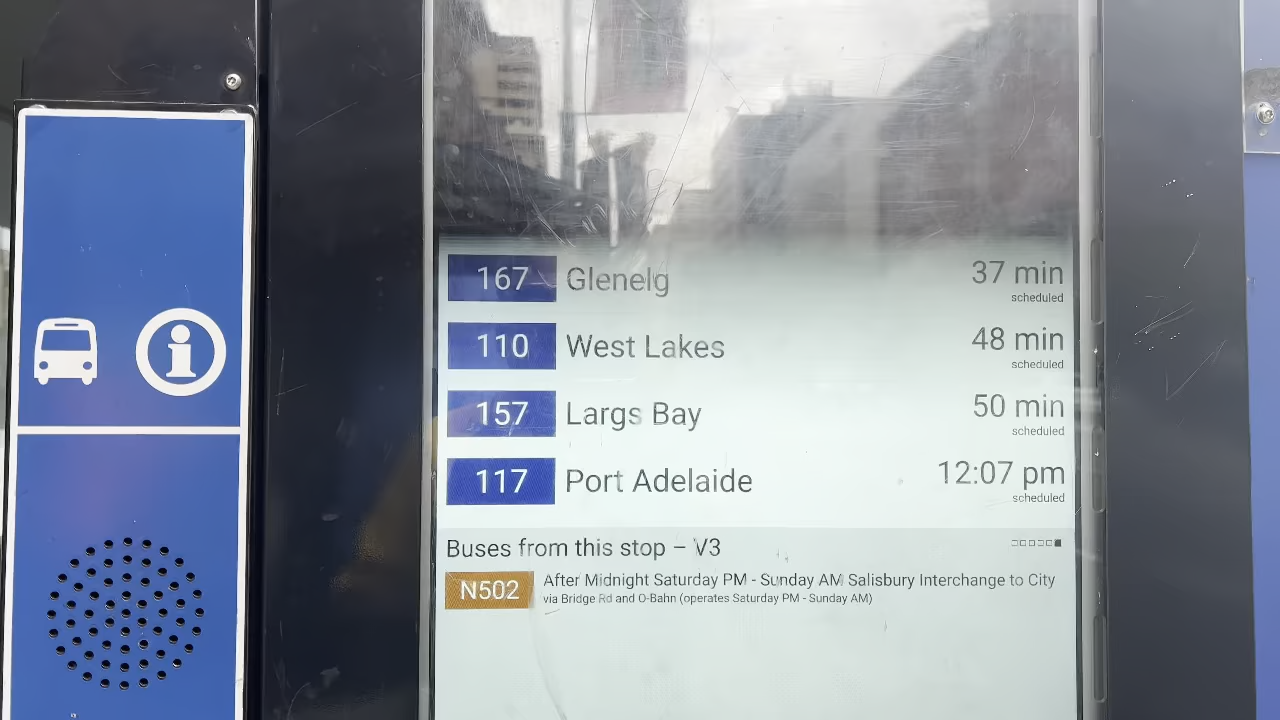 167 Glenelg 37 min
scheduled
110 West Lakes 48 min
scheduled
157 Largs Bay 50 min
scheduled
117 Port Adelaide 12:07 pm
scheduled
Buses from this stop – V3
N502 After Midnight Saturday PM - Sunday AM Salisbury Interchange to City
via Bridge Rd and O-Bahn (operates Saturday PM - Sunday AM)